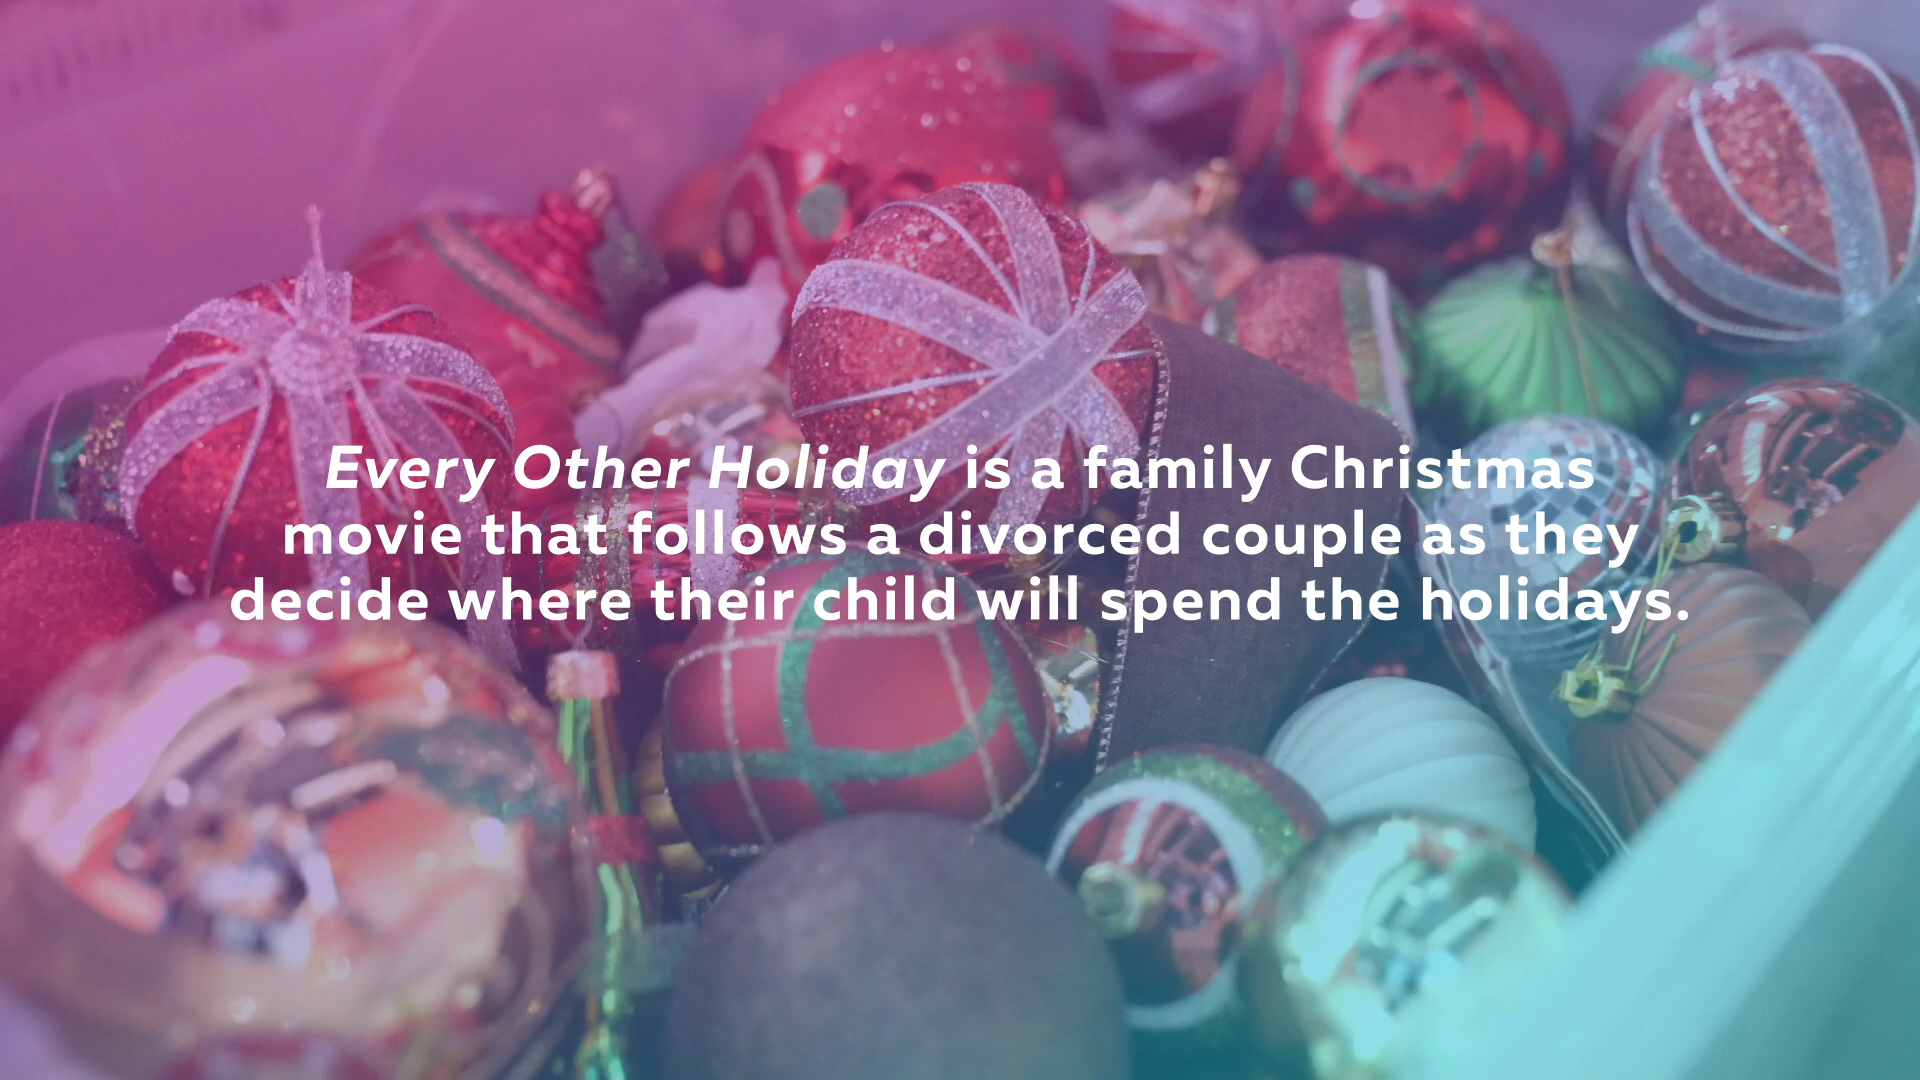 Every Other Holiday is a family Christmas
movie that follows a divorced couple as they
decide where their child will spend the holidays.